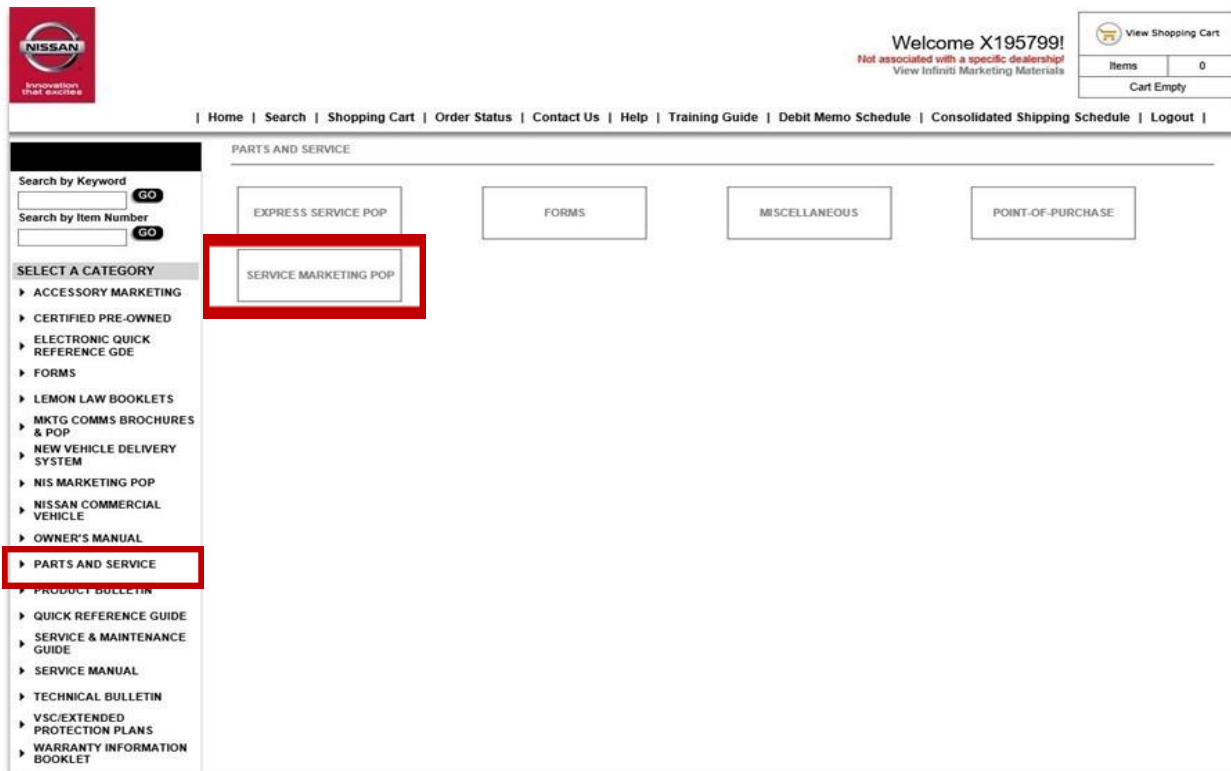 NISSAN
Innovation
that excites
Welcome X195799!
Not associated with a specific dealership!
View Infiniti Marketing Materials
View Shopping Cart
Items 0
Cart Empty
| Home | Search | Shopping Cart | Order Status | Contact Us | Help | Training Guide | Debit Memo Schedule | Consolidated Shipping Schedule | Logout |
Search by Keyword
GO
Search by Item Number
GO
SELECT A CATEGORY
ACCESSORY MARKETING
CERTIFIED PRE-OWNED
ELECTRONIC QUICK
REFERENCE GDE
FORMS
LEMON LAW BOOKLETS
MKTG COMMS BROCHURES
& POP
NEW VEHICLE DELIVERY
SYSTEM
NIS MARKETING POP
NISSAN COMMERCIAL
VEHICLE
OWNER'S MANUAL
PARTS AND SERVICE
PRODUCT BULLETIN
QUICK REFERENCE GUIDE
SERVICE & MAINTENANCE
GUIDE
SERVICE MANUAL
TECHNICAL BULLETIN
VSC/EXTENDED
PROTECTION PLANS
WARRANTY INFORMATION
BOOKLET
PARTS AND SERVICE
EXPRESS SERVICE POP
FORMS
MISCELLANEOUS
POINT-OF-PURCHASE
SERVICE MARKETING POP